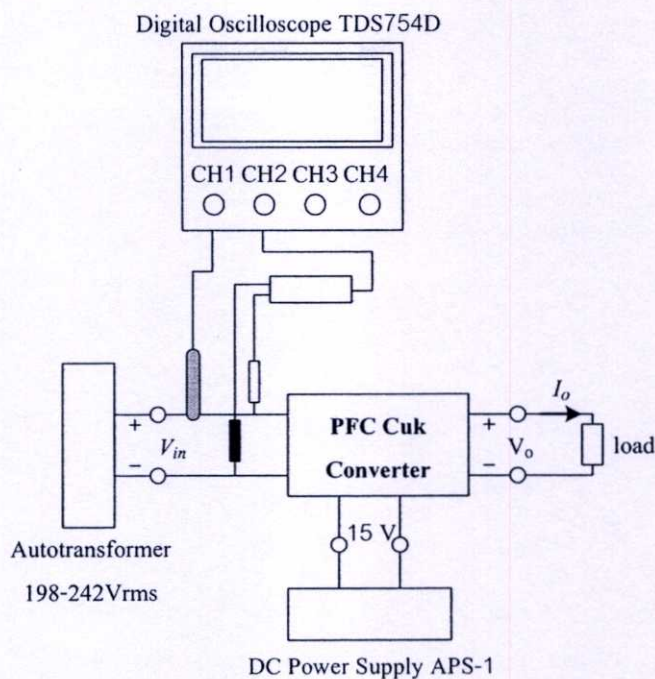 Digital Oscilloscope TDS754D
CH1 CH2 CH3 CH4
+ V_in −
PFC Cuk
Converter
+ V_o −
I_o
load
15 V
Autotransformer
198-242Vrms
DC Power Supply APS-1